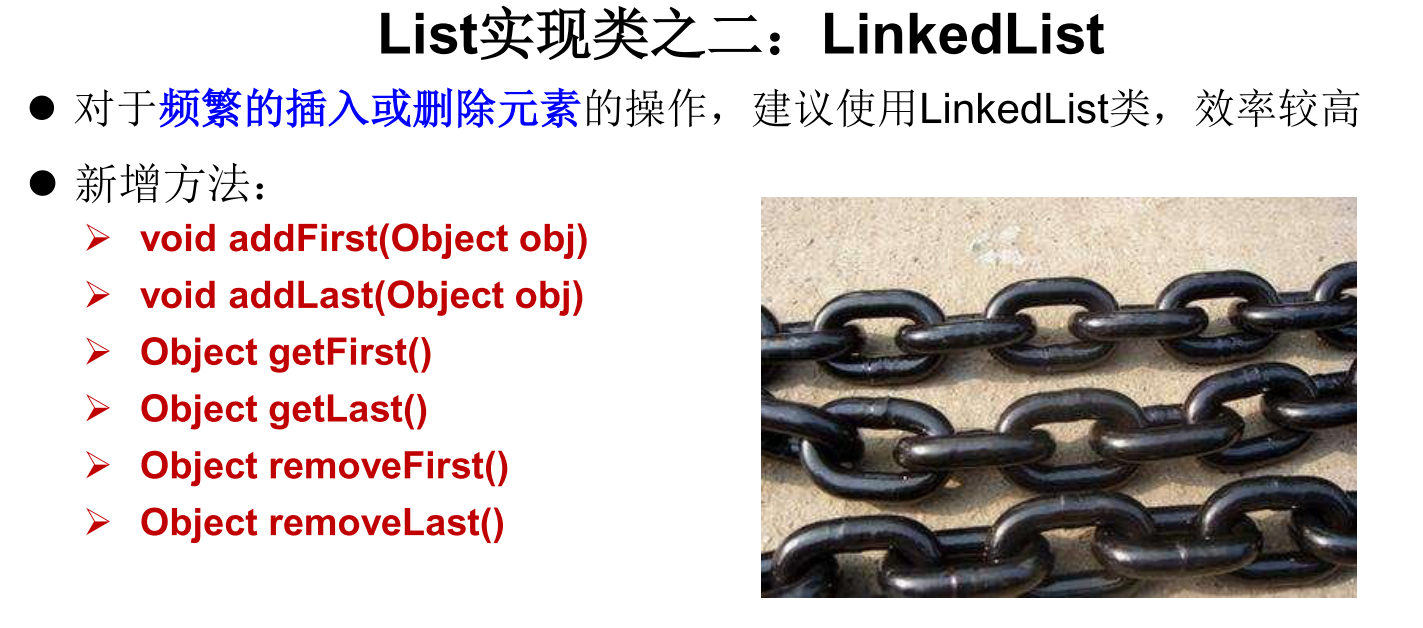 List实现类之二：LinkedList
● 对于频繁的插入或删除元素的操作，建议使用LinkedList类，效率较高
● 新增方法：
➢ void addFirst(Object obj)
➢ void addLast(Object obj)
➢ Object getFirst()
➢ Object getLast()
➢ Object removeFirst()
➢ Object removeLast()